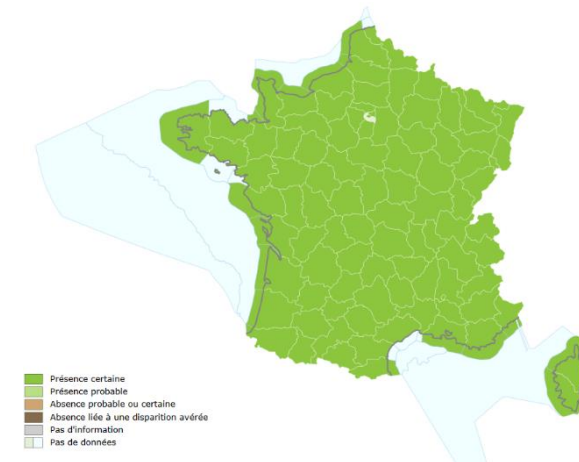 Présence certaine
Présence probable
Absence probable ou certaine
Absence liée à une disparition avérée
Pas d'information
Pas de données